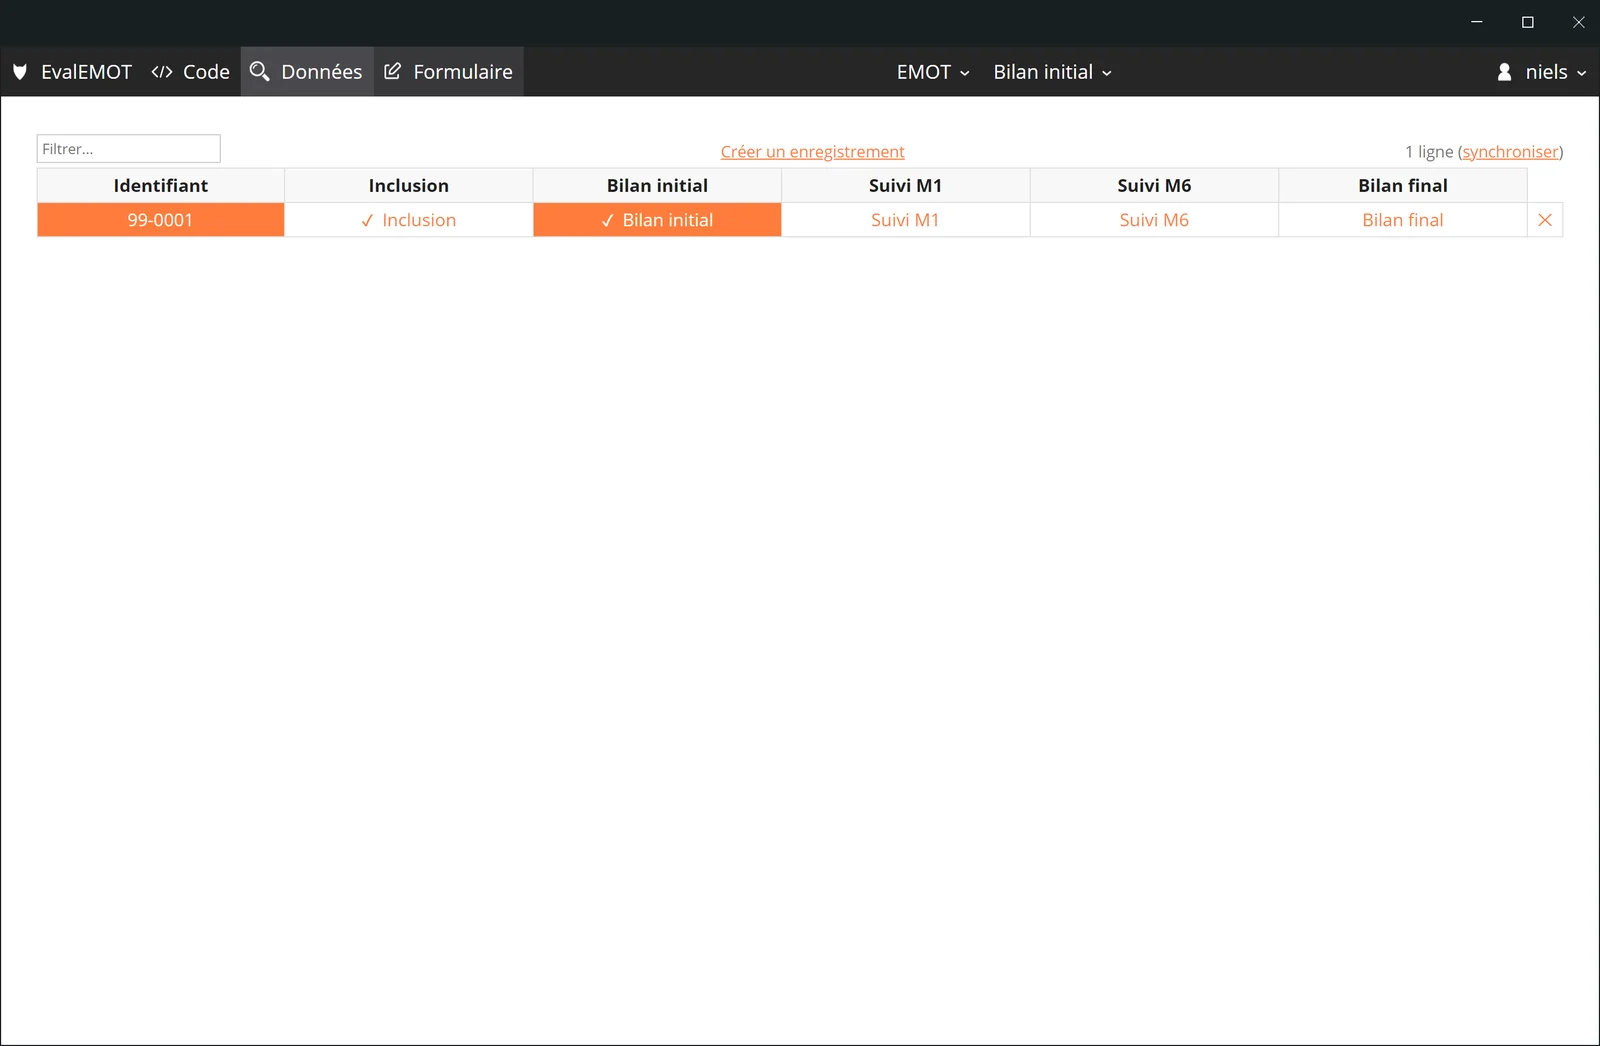 EvalEMOT </> Code Données Formulaire EMOT Bilan initial niels
Filtrer... Créer un enregistrement 1 ligne (synchroniser)
Identifiant Inclusion Bilan initial Suivi M1 Suivi M6 Bilan final
99-0001 ✓ Inclusion ✓ Bilan initial Suivi M1 Suivi M6 Bilan final